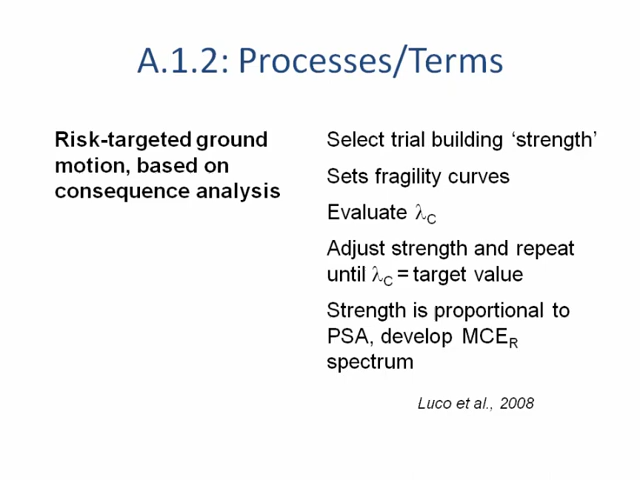 A.1.2: Processes/Terms
Risk-targeted ground
motion, based on
consequence analysis
Select trial building ‘strength’
Sets fragility curves
Evaluate λC
Adjust strength and repeat
until λC = target value
Strength is proportional to
PSA, develop MCER
spectrum
Luco et al., 2008